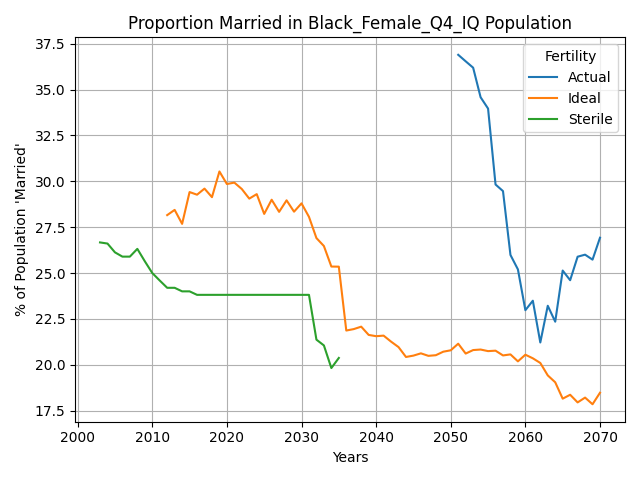 Proportion Married in Black_Female_Q4_IQ Population
% of Population 'Married'
37.5
35.0
32.5
30.0
27.5
25.0
22.5
20.0
17.5
Fertility
Actual
Ideal
Sterile
2000 2010 2020 2030 2040 2050 2060 2070
Years